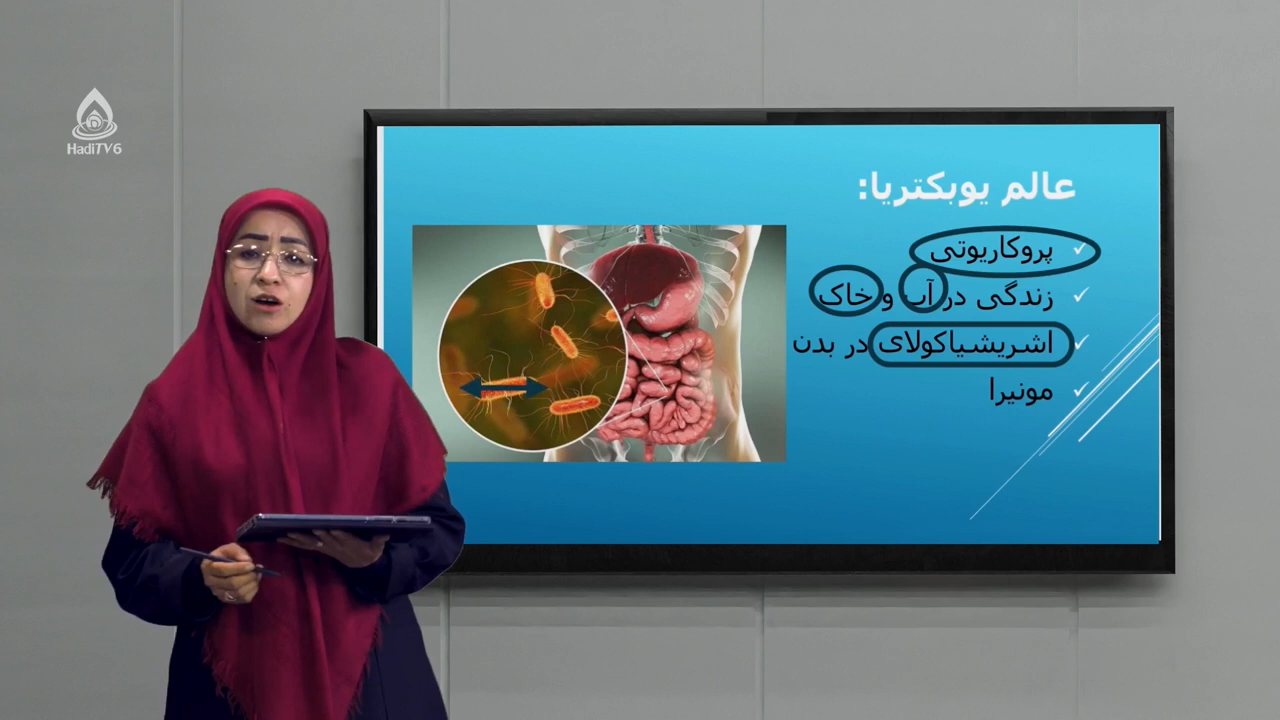 HadiTV6
عالم یوبکتریا:
پروکاریوتی
زندگی در آب و خاک
اشریشیاکولای در بدن
مونیرا